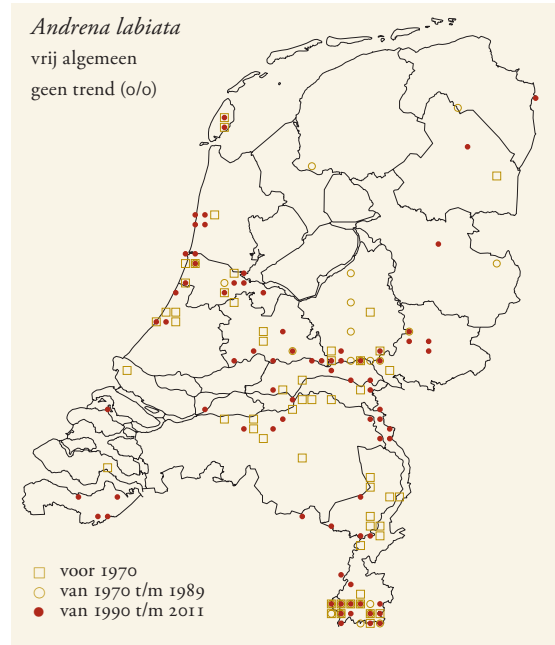 Andrena labiata
vrij algemeen
geen trend (0/0)
voor 1970
van 1970 t/m 1989
van 1990 t/m 2011